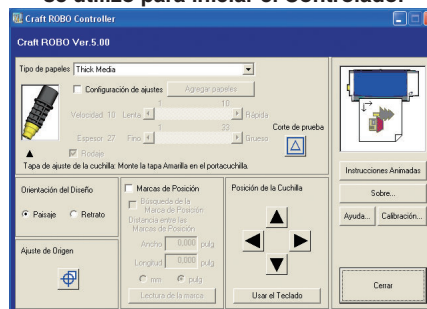 se utilizó para iniciar el Controlador
Craft ROBO Controller
Craft ROBO Ver.5.00
Tipo de papeles Thick Media
Configuración de ajustes Agregar papeles
1 10
Velocidad: 10 Lenta Rápida
1 33
Espesor: 27 Fino Grueso
Corte de prueba
Rodaje
Tapa de ajuste de la cuchilla: Monte la tapa Amarilla en el portacuchilla.
Orientación del Diseño
Paisaje Retrato
Ajuste de Origen
Marcas de Posición
Búsqueda de la
Marca de Posición
Distancia entre las
Marcas de Posición
Ancho 0,000 pulg
Longitud 0,000 pulg
mm pulg
Lectura de la marca
Posición de la Cuchilla
Usar el Teclado
Instrucciones Animadas
Sobre...
Ayuda... Calibración...
Cerrar